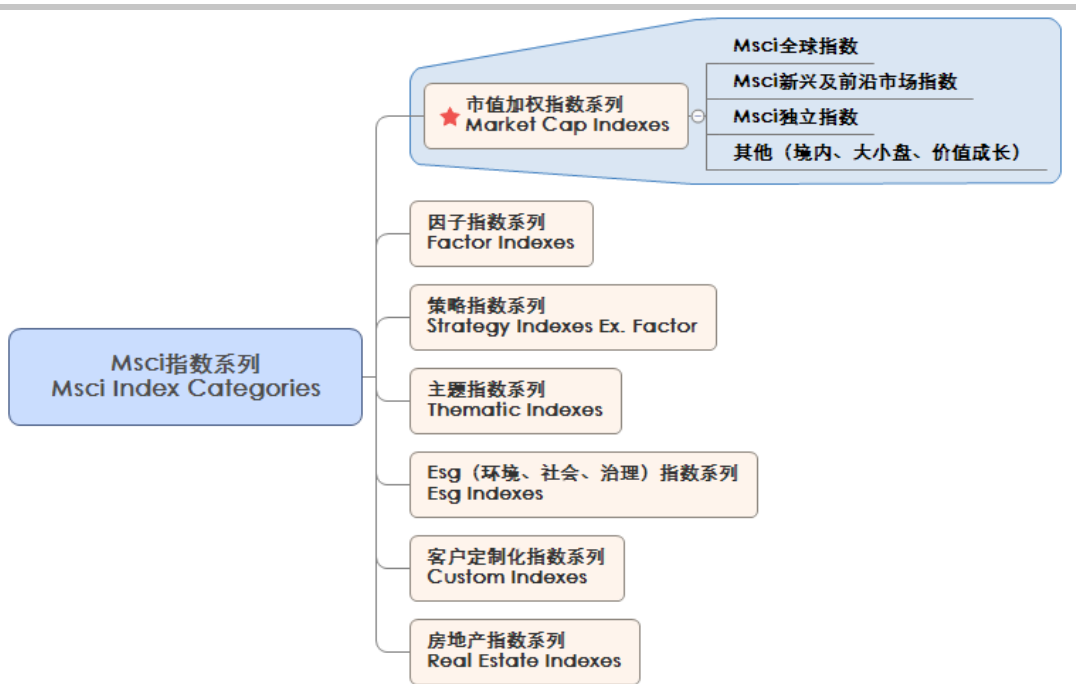 Msci指数系列
Msci Index Categories
市值加权指数系列
Market Cap Indexes
Msci全球指数
Msci新兴及前沿市场指数
Msci独立指数
其他（境内、大小盘、价值成长）
因子指数系列
Factor Indexes
策略指数系列
Strategy Indexes Ex. Factor
主题指数系列
Thematic Indexes
Esg（环境、社会、治理）指数系列
Esg Indexes
客户定制化指数系列
Custom Indexes
房地产指数系列
Real Estate Indexes